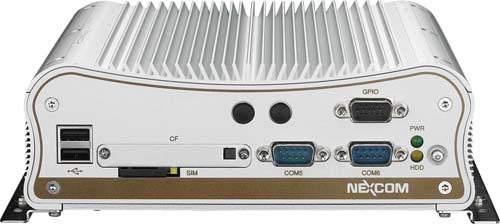 GPIO
PWR
CF
SIM
COM5
COM6
HDD
NEXCOM